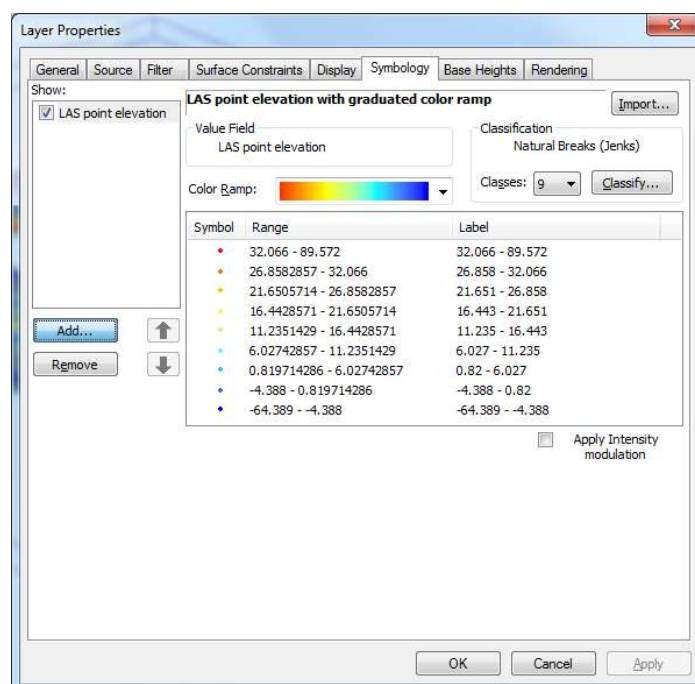 Layer Properties
General Source Filter Surface Constraints Display Symbology Base Heights Rendering
Show:
LAS point elevation
LAS point elevation with graduated color ramp
Import...
Value Field
LAS point elevation
Classification
Natural Breaks (Jenks)
Color Ramp:
Classes: 9 Classify...
Symbol Range Label
32.066 - 89.572 32.066 - 89.572
26.8582857 - 32.066 26.858 - 32.066
21.6505714 - 26.8582857 21.651 - 26.858
16.4428571 - 21.6505714 16.443 - 21.651
11.2351429 - 16.4428571 11.235 - 16.443
6.02742857 - 11.2351429 6.027 - 11.235
0.819714286 - 6.02742857 0.82 - 6.027
-4.388 - 0.819714286 -4.388 - 0.82
-64.389 - -4.388 -64.389 - -4.388
Add...
Remove
Apply Intensity
modulation
OK Cancel Apply